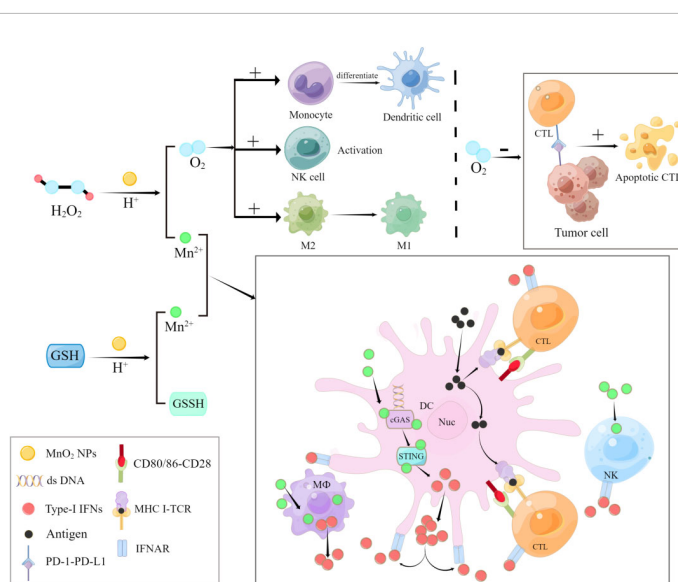 H2O2
H+
O2
Mn2+
+
Monocyte
differentiate
Dendritic cell
+
NK cell
Activation
+
M2
M1
O2
−
CTL
+
Apoptotic CTL
Tumor cell
GSH
H+
Mn2+
GSSH
CTL
DC
Nuc
cGAS
STING
MΦ
NK
CTL
MnO2 NPs
ds DNA
Type-I IFNs
Antigen
PD-1-PD-L1
CD80/86-CD28
MHC I-TCR
IFNAR